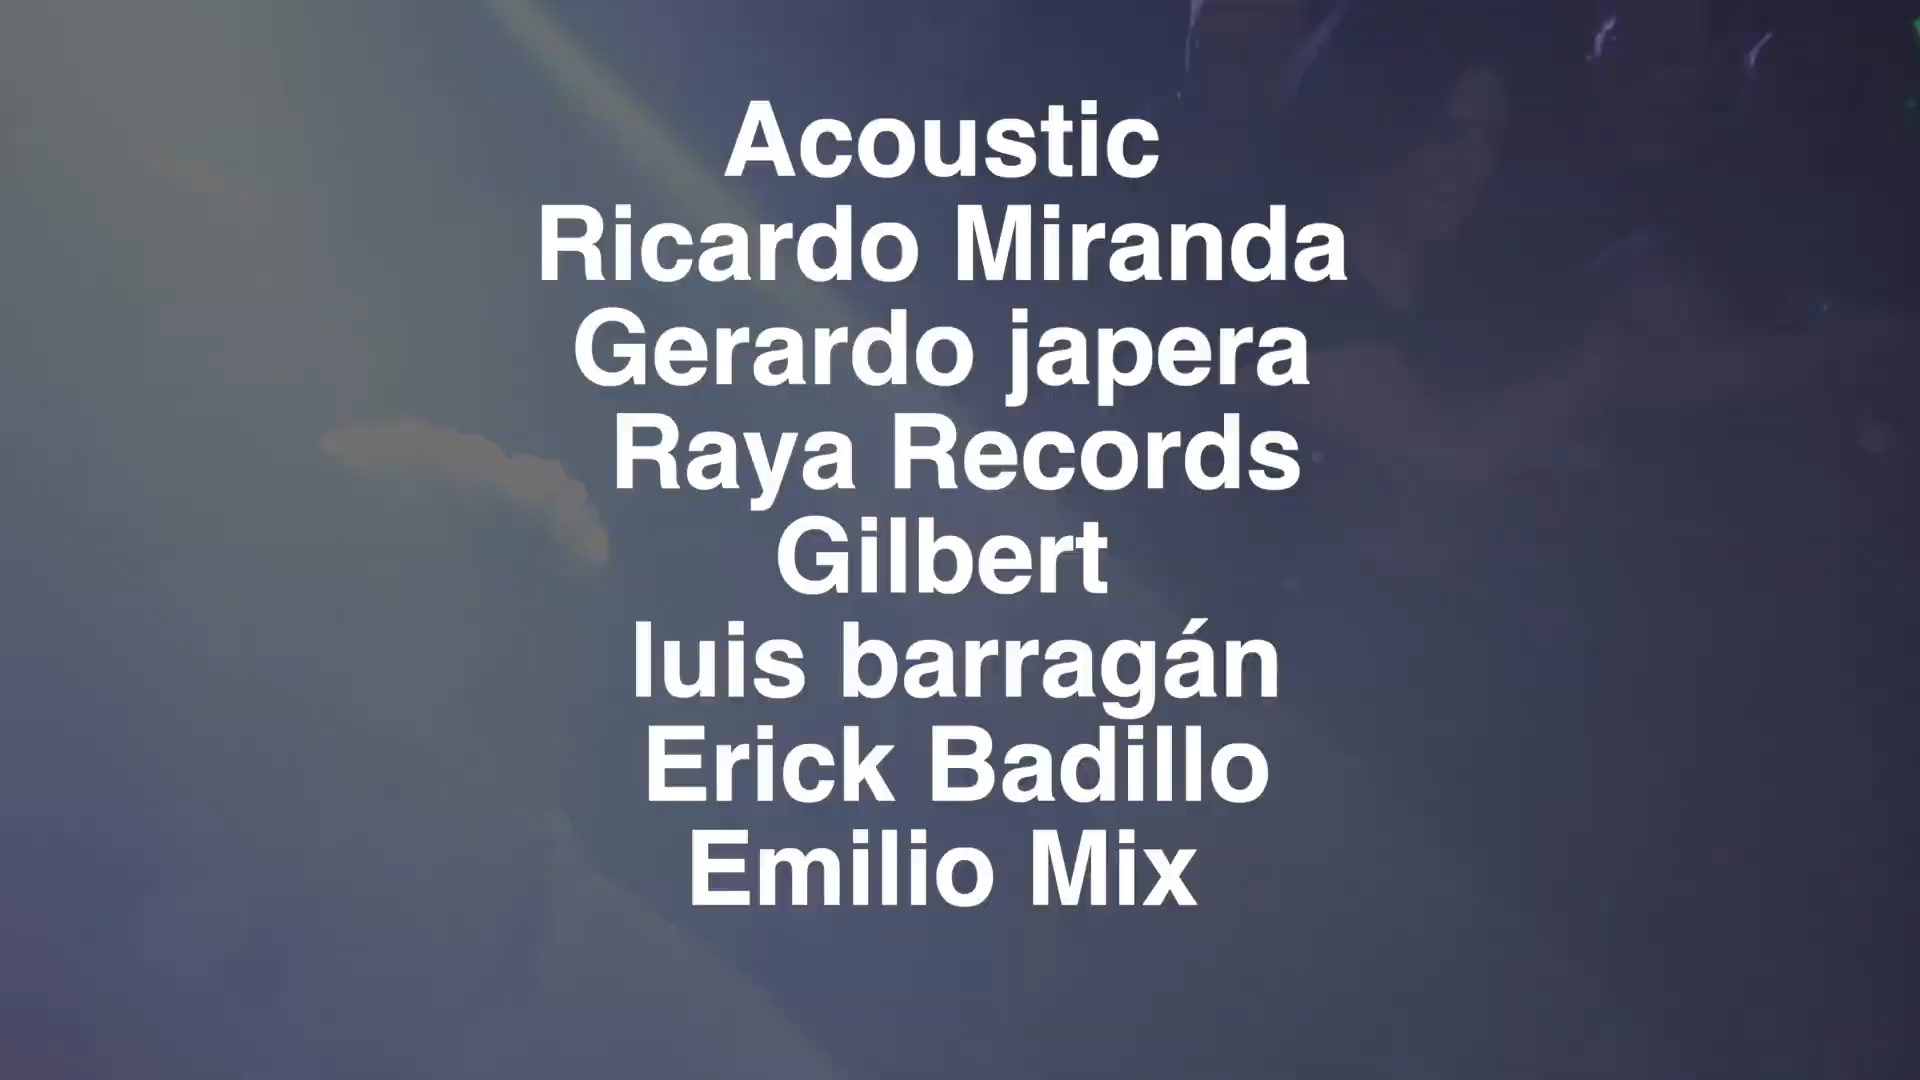 Acoustic
Ricardo Miranda
Gerardo japera
Raya Records
Gilbert
luis barragán
Erick Badillo
Emilio Mix